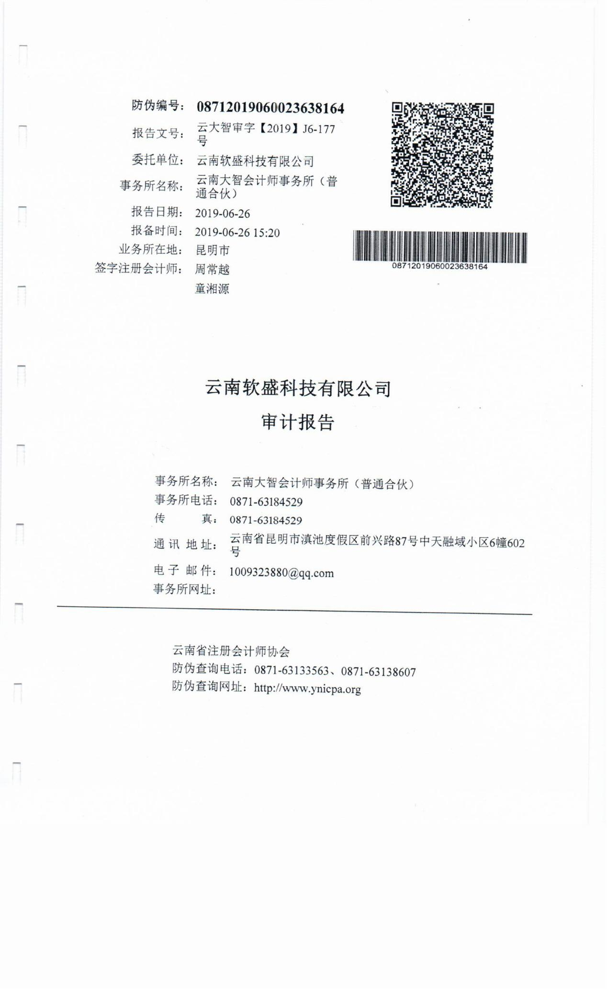 防伪编号： 08712019060023638164
报告文号： 云大智审字【2019】J6-177
号
委托单位： 云南软盛科技有限公司
事务所名称： 云南大智会计师事务所（普
通合伙）
报告日期： 2019-06-26
报备时间： 2019-06-26 15:20
业务所在地： 昆明市
签字注册会计师： 周常越
童湘源
08712019060023638164
云南软盛科技有限公司
审计报告
事务所名称： 云南大智会计师事务所（普通合伙）
事务所电话： 0871-63184529
传 真： 0871-63184529
通 讯 地 址： 云南省昆明市滇池度假区前兴路87号中天融域小区6幢602
号
电 子 邮 件： 1009323880@qq.com
事务所网址：
云南省注册会计师协会
防伪查询电话：0871-63133563、0871-63138607
防伪查询网址：http://www.ynicpa.org